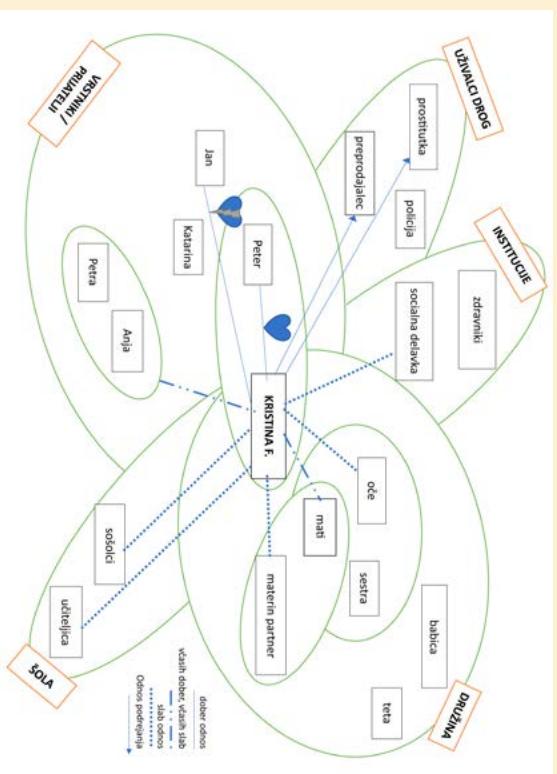 UŽIVALCI DROG
prostitutka
policija
preprodajalec
INSTITUCIJE
zdravniki
socialna delavka
VRSTNIKI /
PRIJATELJI
Jan
Peter
Katarina
Petra
Anja
KRISTINA F.
DRUŽINA
oče
mati
sestra
babica
teta
materin partner
ŠOLA
sošolci
učiteljica
dober odnos
včasih dober, včasih slab
slab odnos
Odnos podrejanja